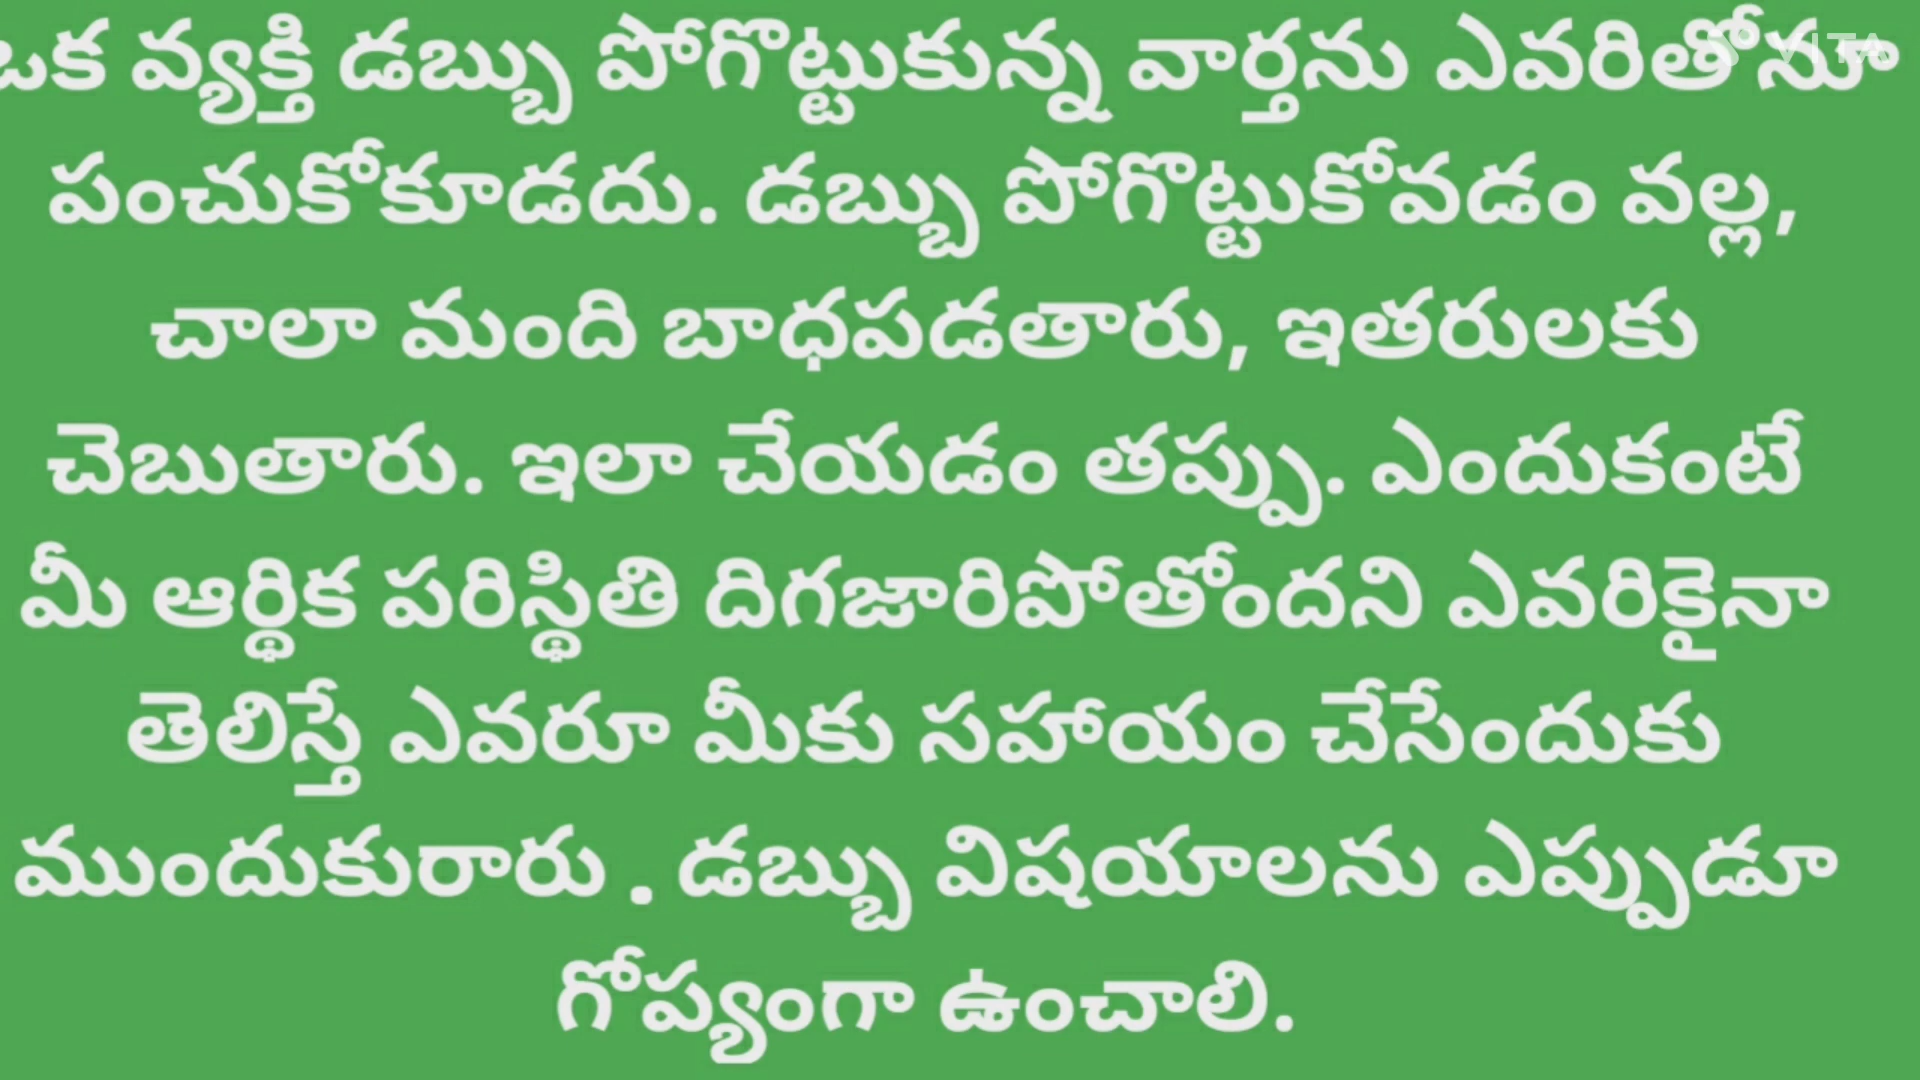 ఒక వ్యక్తి డబ్బు పోగొట్టుకున్న వార్తను ఎవరితోనూ
పంచుకోకూడదు. డబ్బు పోగొట్టుకోవడం వల్ల,
చాలా మంది బాధపడతారు, ఇతరులకు
చెబుతారు. ఇలా చేయడం తప్పు. ఎందుకంటే
మీ ఆర్థిక పరిస్థితి దిగజారిపోతోందని ఎవరికైనా
తెలిస్తే ఎవరూ మీకు సహాయం చేసేందుకు
ముందుకురారు . డబ్బు విషయాలను ఎప్పుడూ
గోప్యంగా ఉంచాలి.
VITA